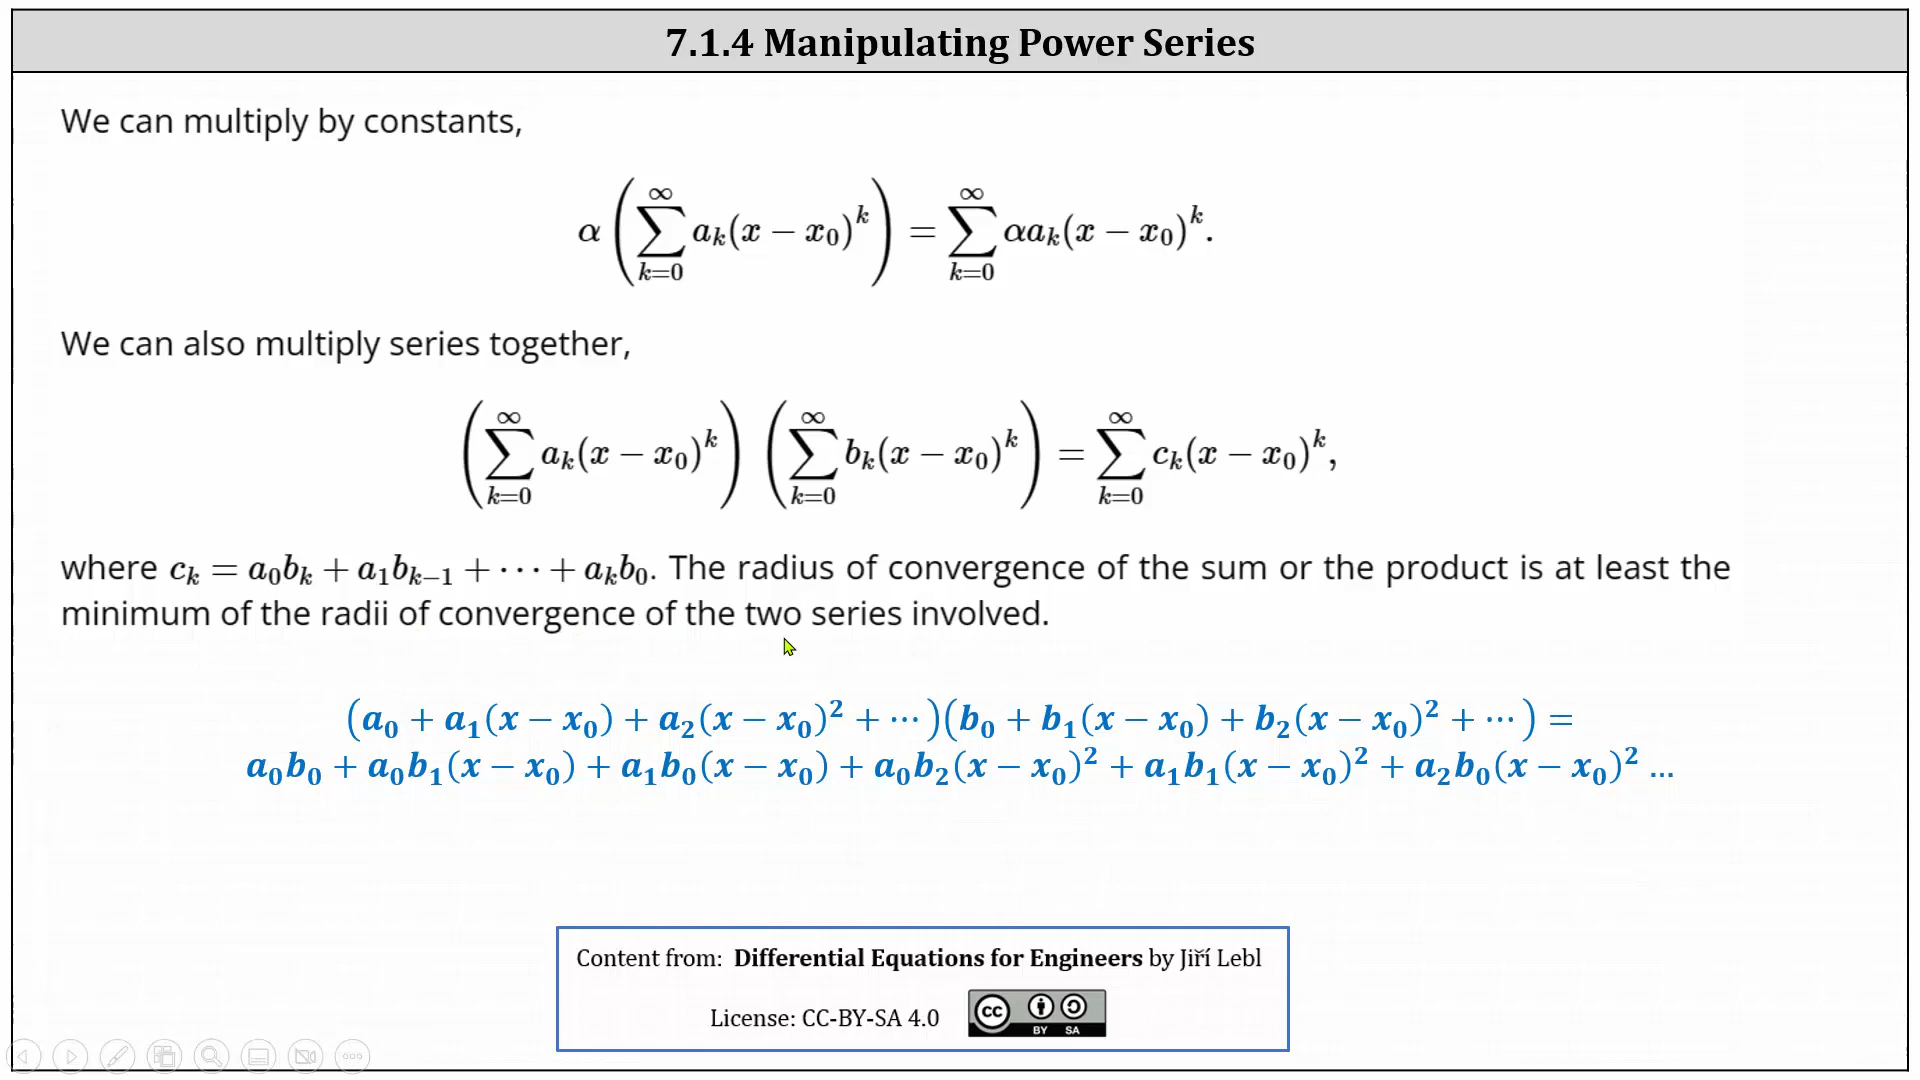 7.1.4 Manipulating Power Series
We can multiply by constants,
α(∑_{k=0}^{∞} a_k(x − x_0)^k) = ∑_{k=0}^{∞} αa_k(x − x_0)^k.
We can also multiply series together,
(∑_{k=0}^{∞} a_k(x − x_0)^k) (∑_{k=0}^{∞} b_k(x − x_0)^k) = ∑_{k=0}^{∞} c_k(x − x_0)^k,
where c_k = a_0b_k + a_1b_{k−1} + ⋯ + a_kb_0. The radius of convergence of the sum or the product is at least the
minimum of the radii of convergence of the two series involved.
(a_0 + a_1(x − x_0) + a_2(x − x_0)^2 + ⋯)(b_0 + b_1(x − x_0) + b_2(x − x_0)^2 + ⋯) =
a_0b_0 + a_0b_1(x − x_0) + a_1b_0(x − x_0) + a_0b_2(x − x_0)^2 + a_1b_1(x − x_0)^2 + a_2b_0(x − x_0)^2 …
Content from: Differential Equations for Engineers by Jiří Lebl
License: CC-BY-SA 4.0
cc BY SA